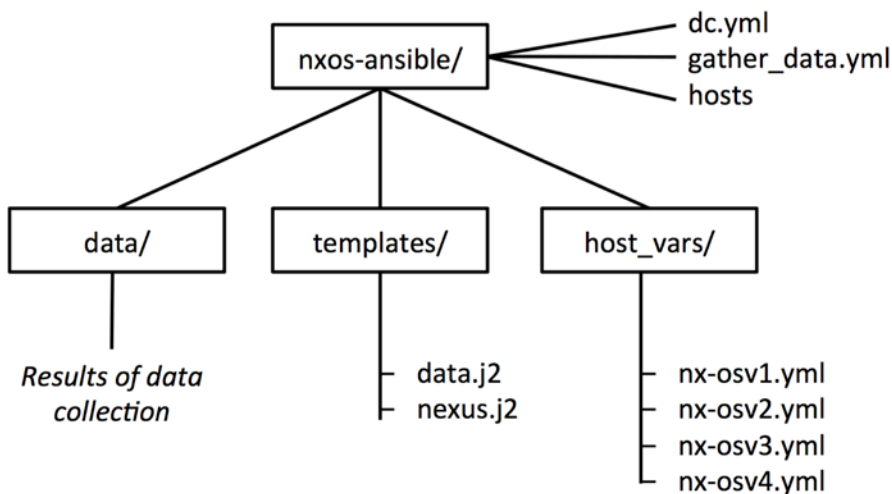 nxos-ansible/
dc.yml
gather_data.yml
hosts
data/
templates/
host_vars/
Results of data
collection
data.j2
nexus.j2
nx-osv1.yml
nx-osv2.yml
nx-osv3.yml
nx-osv4.yml